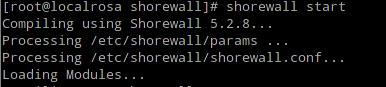 [root@localrosa shorewall]# shorewall start
Compiling using Shorewall 5.2.8...
Processing /etc/shorewall/params ...
Processing /etc/shorewall/shorewall.conf...
Loading Modules...